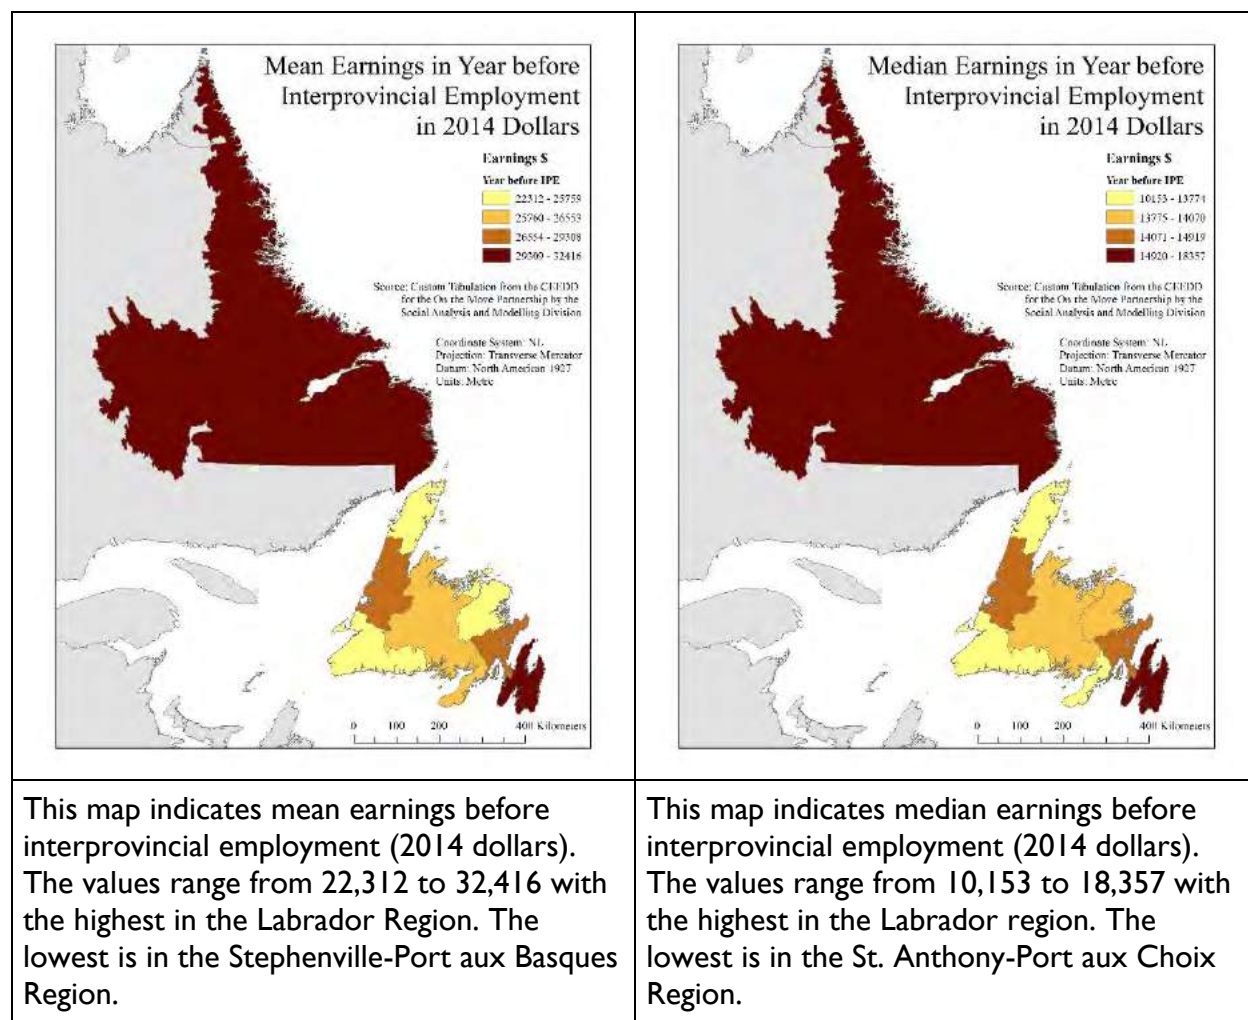 Mean Earnings in Year before
Interprovincial Employment
in 2014 Dollars
Earnings $
Year before IPE
22312 - 25759
25760 - 26553
26554 - 29308
29309 - 32416
Source: Custom Tabulation from the CEEDD
for the On the Move Partnership by the
Social Analysis and Modelling Division
Coordinate System: NL
Projection: Transverse Mercator
Datum: North American 1927
Units: Metre
0 100 200 400 Kilometers
This map indicates mean earnings before
interprovincial employment (2014 dollars).
The values range from 22,312 to 32,416 with
the highest in the Labrador Region. The
lowest is in the Stephenville-Port aux Basques
Region.
Median Earnings in Year before
Interprovincial Employment
in 2014 Dollars
Earnings $
Year before IPE
10153 - 13774
13775 - 14070
14071 - 14919
14920 - 18357
Source: Custom Tabulation from the CEEDD
for the On the Move Partnership by the
Social Analysis and Modelling Division
Coordinate System: NL
Projection: Transverse Mercator
Datum: North American 1927
Units: Metre
0 100 200 400 Kilometers
This map indicates median earnings before
interprovincial employment (2014 dollars).
The values range from 10,153 to 18,357 with
the highest in the Labrador region. The
lowest is in the St. Anthony-Port aux Choix
Region.